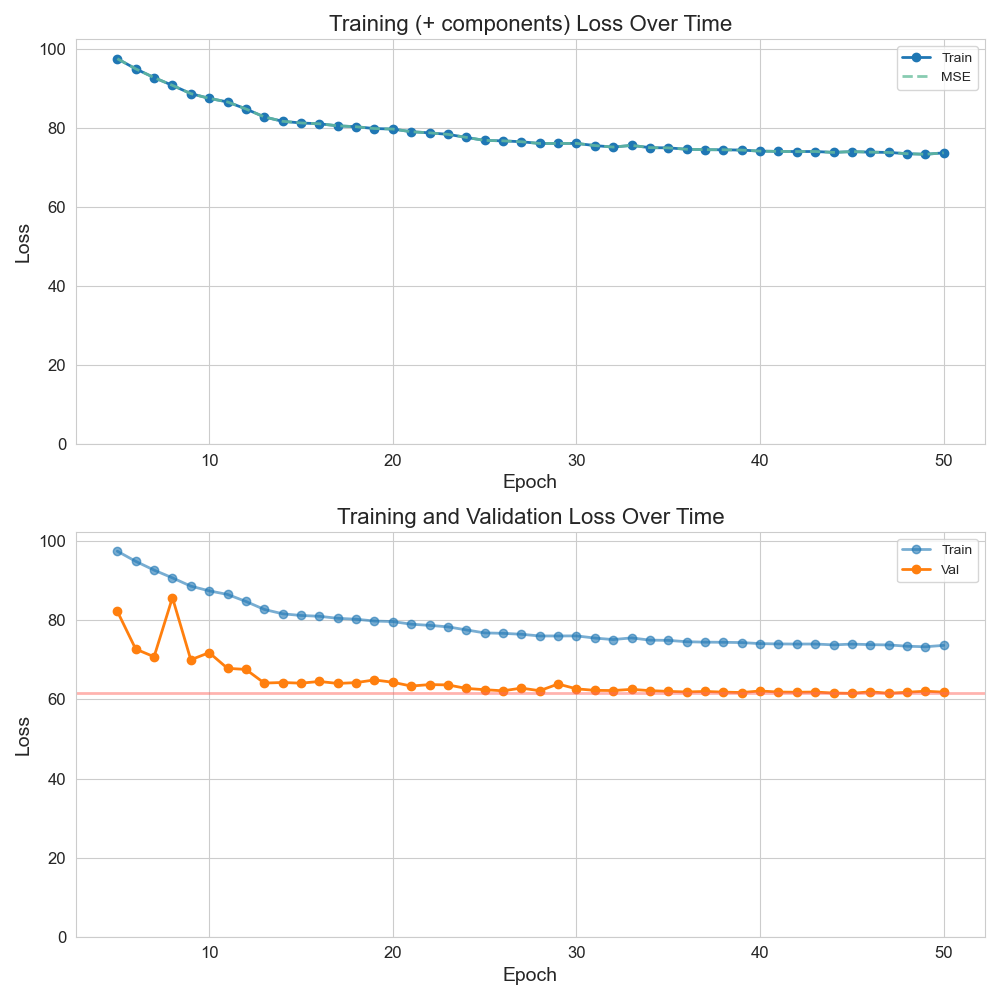 Training (+ components) Loss Over Time
100
80
60
40
20
0
Loss
Train
MSE
10 20 30 40 50
Epoch
Training and Validation Loss Over Time
100
80
60
40
20
0
Loss
Train
Val
10 20 30 40 50
Epoch